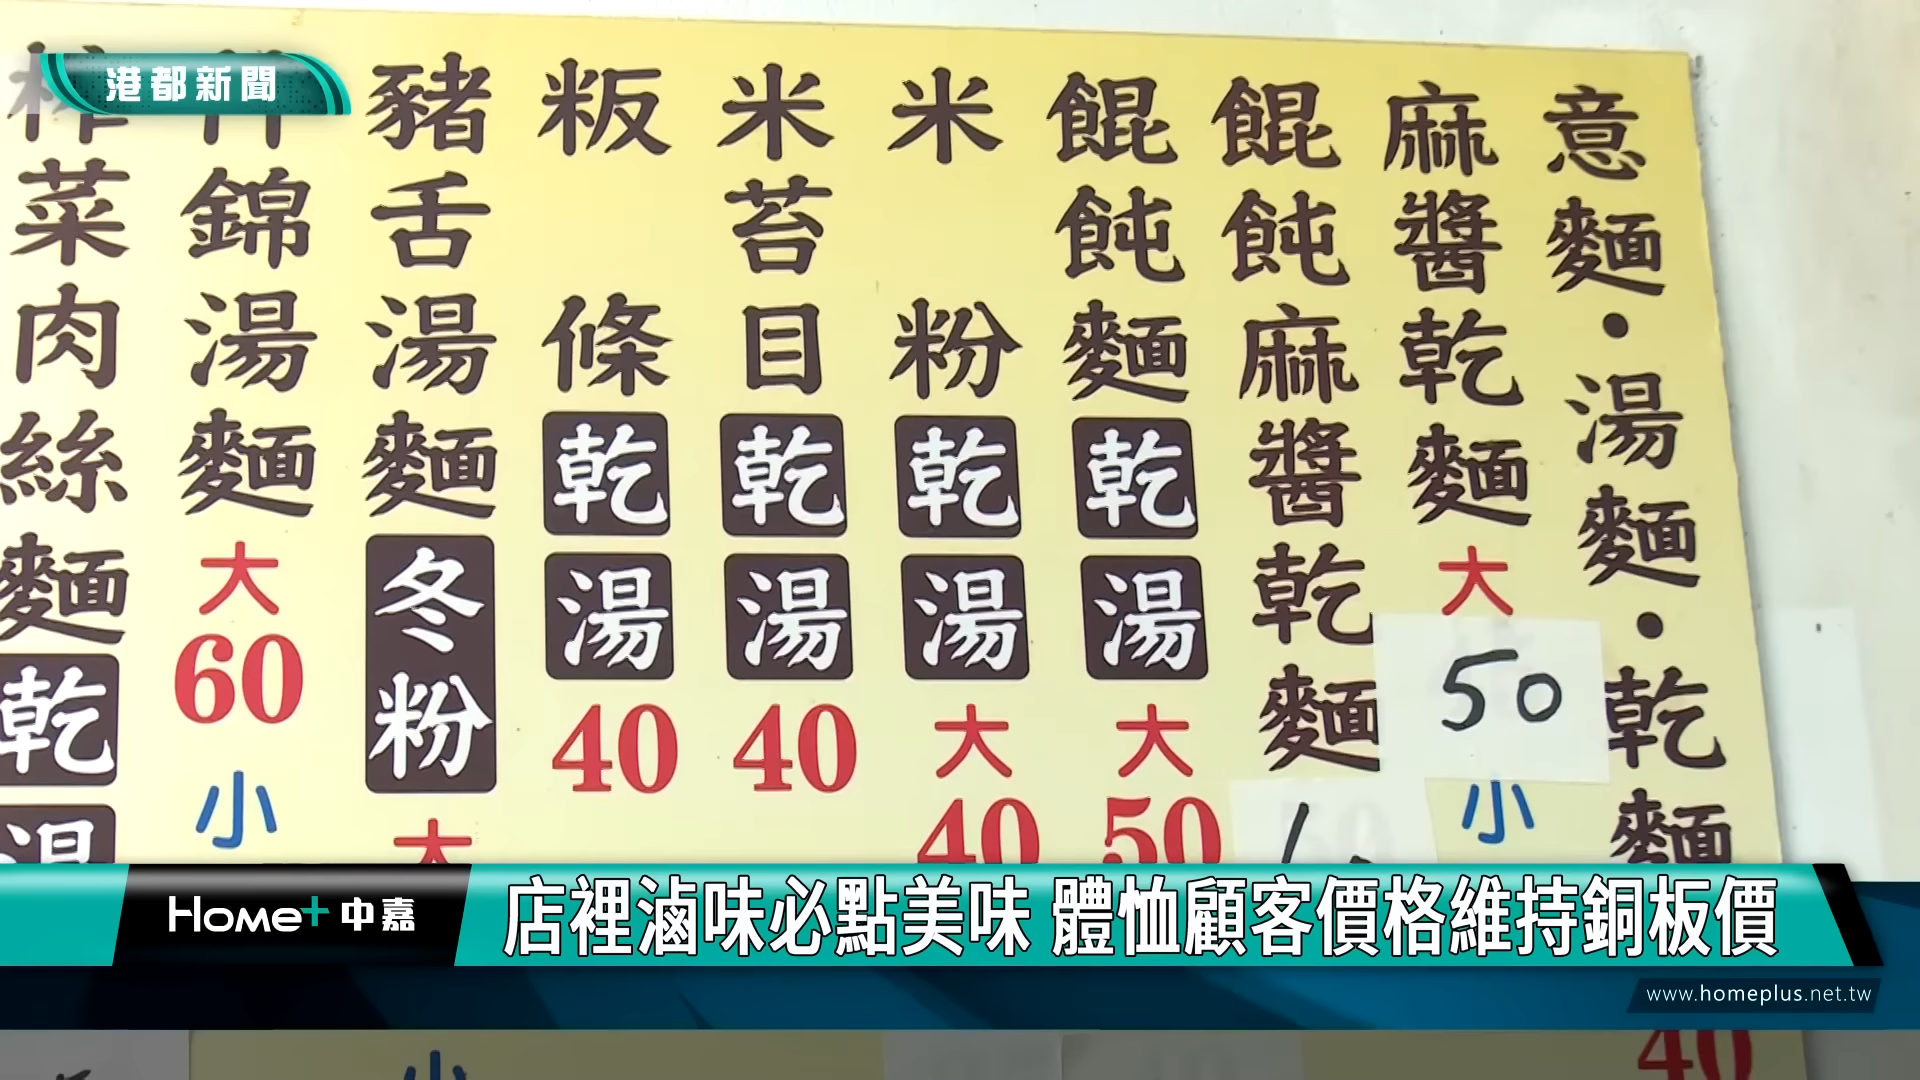 港都新聞
意麵・湯麵・乾麵
40
麻醬乾麵
大
50
小
餛飩麻醬乾麵
餛飩麵
乾
湯
大
50
米粉
乾
湯
大
40
米苔目
乾
湯
40
粄條
乾
湯
40
豬舌湯麵
冬粉
大
小
什錦湯麵
大
60
小
榨菜肉絲麵
乾
湯
Home+ 中嘉
店裡滷味必點美味 體恤顧客價格維持銅板價
www.homeplus.net.tw